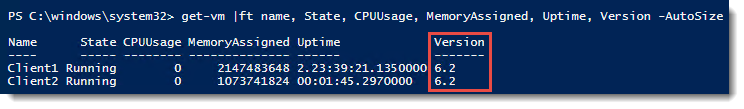 PS C:\windows\system32> get-vm |ft name, State, CPUUsage, MemoryAssigned, Uptime, Version -AutoSize
Name State CPUUsage MemoryAssigned Uptime Version
---- ----- -------- -------------- ------ -------
Client1 Running 0 2147483648 2.23:39:21.1350000 6.2
Client2 Running 0 1073741824 00:01:45.2970000 6.2